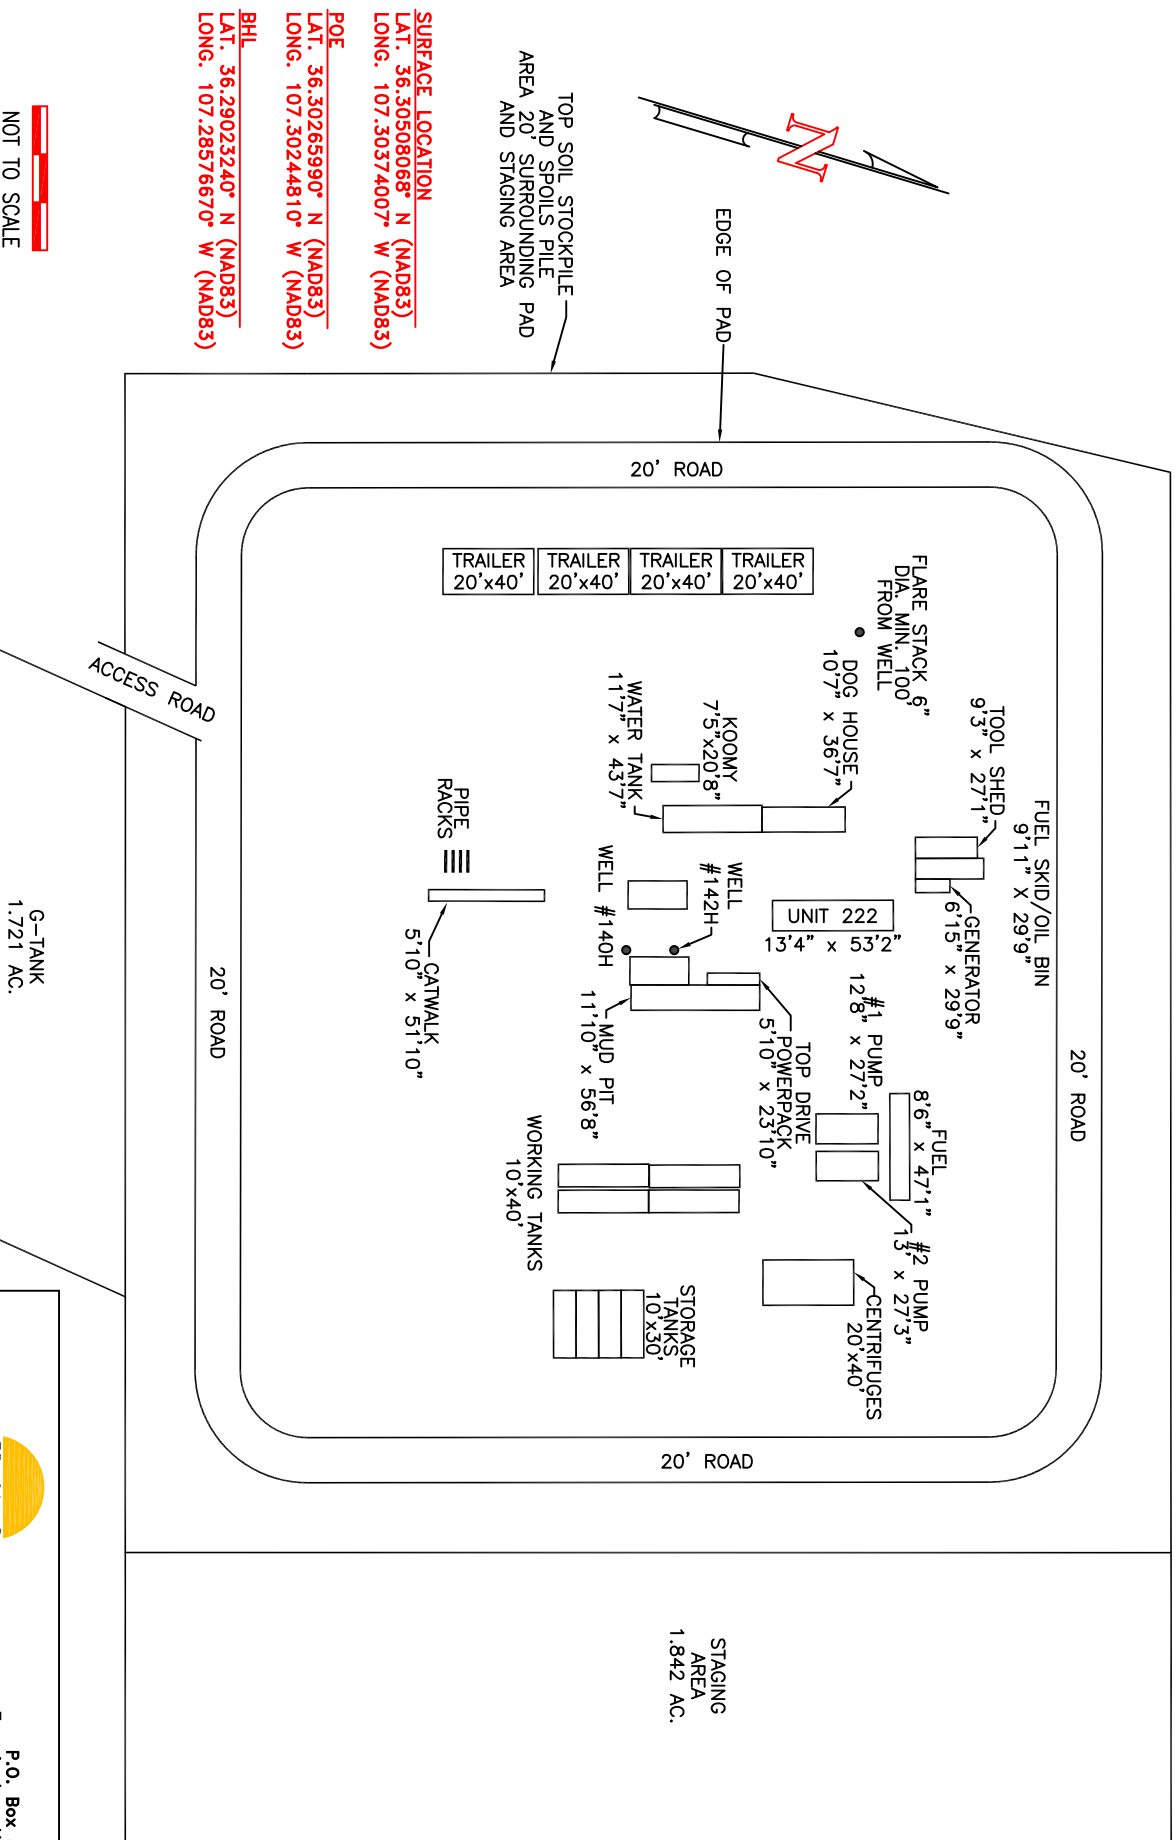 SURFACE LOCATION
LAT. 36.30508068° N (NAD83)
LONG. 107.30374007° W (NAD83)
POE
LAT. 36.30265990° N (NAD83)
LONG. 107.30244810° W (NAD83)
BHL
LAT. 36.29023240° N (NAD83)
LONG. 107.28576670° W (NAD83)
NOT TO SCALE
N
TOP SOIL STOCKPILE
AND SPOILS PILE
AREA 20' SURROUNDING PAD
AND STAGING AREA
EDGE OF PAD
20' ROAD
TRAILER
20'x40'
TRAILER
20'x40'
TRAILER
20'x40'
TRAILER
20'x40'
FLARE STACK 6"
DIA. MIN. 100'
FROM WELL
TOOL SHED
9'3" x 27'1"
FUEL SKID/OIL BIN
9'11" X 29'9"
GENERATOR
6'15" x 29'9"
DOG HOUSE
10'7" x 36'7"
KOOMY
7'5"x20'8"
WATER TANK
11'7" x 43'7"
UNIT 222
13'4" x 53'2"
WELL
#142H
WELL #140H
PIPE
RACKS
CATWALK
5'10" x 51'10"
MUD PIT
11'10" x 56'8"
TOP DRIVE
POWERPACK
5'10" x 23'10"
#1 PUMP
12'8" x 27'2"
FUEL
8'6" x 47'1"
#2 PUMP
13' x 27'3"
WORKING TANKS
10'x40'
STORAGE
TANKS
10'x30'
CENTRIFUGES
20'x40'
20' ROAD
20' ROAD
20' ROAD
ACCESS ROAD
G-TANK
1.721 AC.
STAGING
AREA
1.842 AC.
P.O. Box